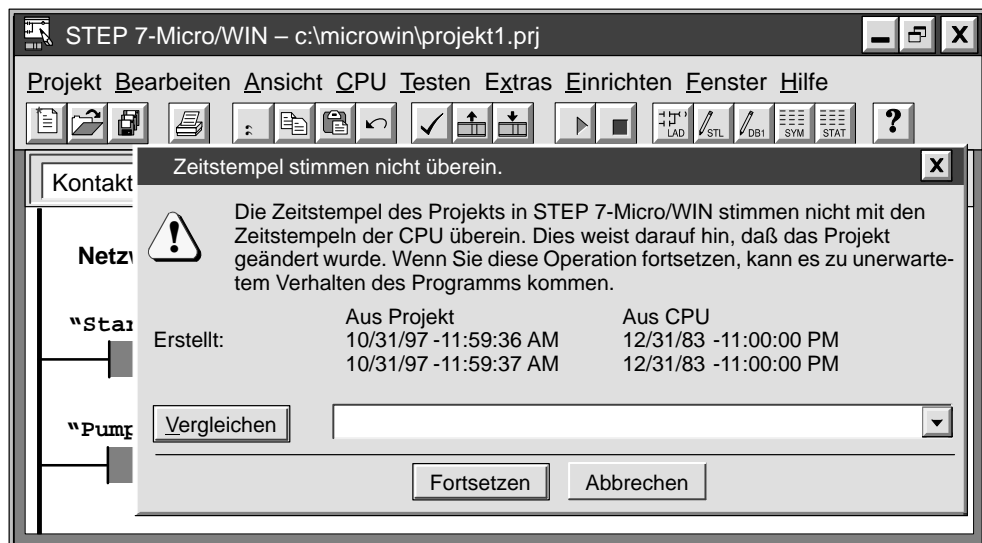 STEP 7-Micro/WIN – c:\microwin\projekt1.prj
Projekt Bearbeiten Ansicht CPU Testen Extras Einrichten Fenster Hilfe
LAD STL DB1 SYM STAT ?
Kontakt
Zeitstempel stimmen nicht überein.
Die Zeitstempel des Projekts in STEP 7-Micro/WIN stimmen nicht mit den
Zeitstempeln der CPU überein. Dies weist darauf hin, daß das Projekt
geändert wurde. Wenn Sie diese Operation fortsetzen, kann es zu unerwarte-
tem Verhalten des Programms kommen.
Netzw
"Star
"Pump
Aus Projekt Aus CPU
Erstellt: 10/31/97 -11:59:36 AM 12/31/83 -11:00:00 PM
10/31/97 -11:59:37 AM 12/31/83 -11:00:00 PM
Vergleichen
Fortsetzen Abbrechen